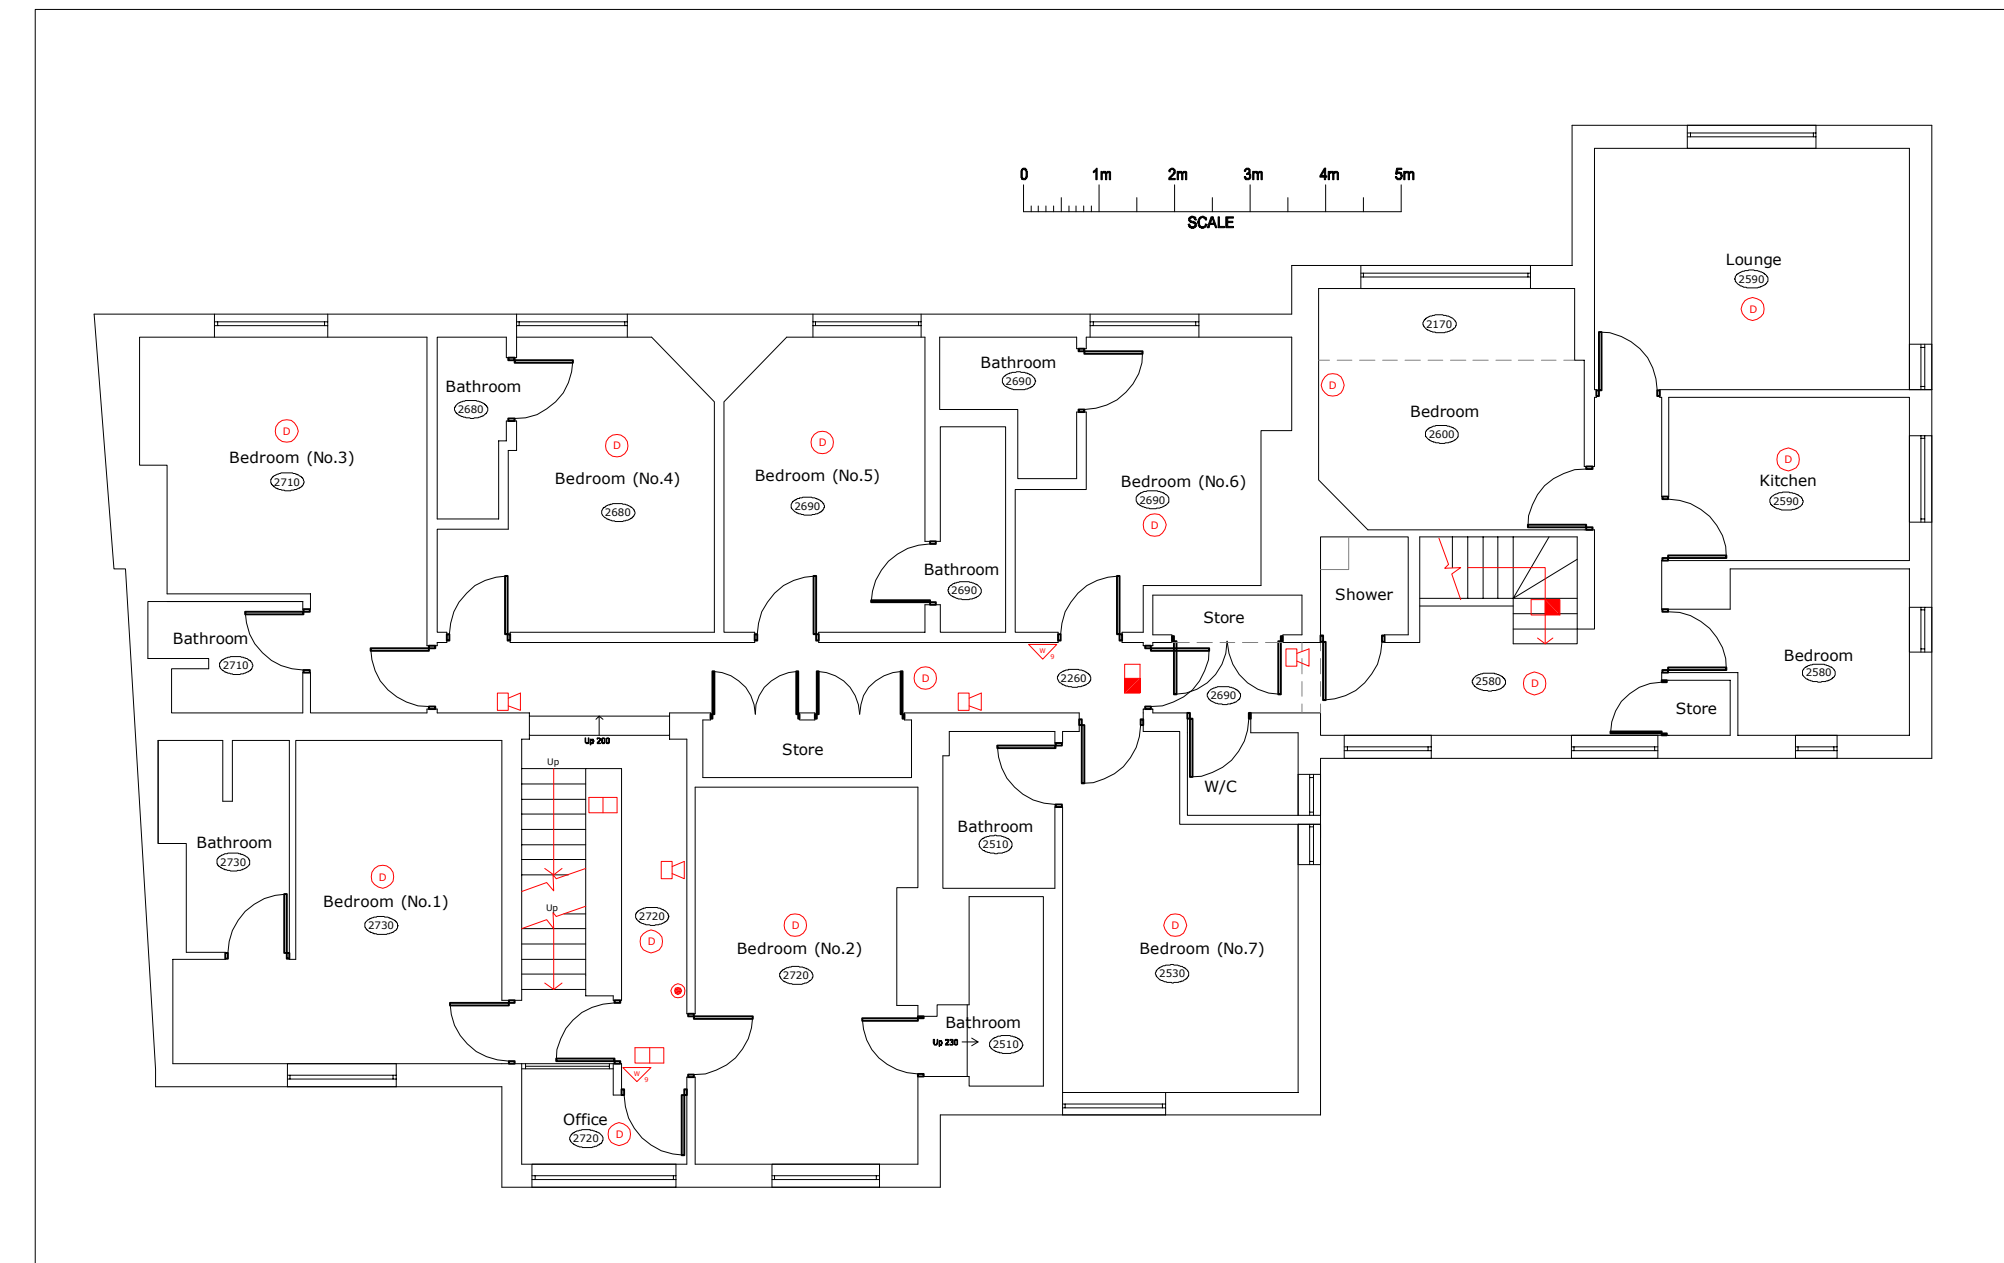 0 1m 2m 3m 4m 5m
SCALE
Lounge
2590
D
2170
D
Bedroom
2600
Bathroom
2680
Bathroom
2690
D
Bedroom (No.3)
2710
D
Bedroom (No.4)
2680
D
Bedroom (No.5)
2690
Bedroom (No.6)
2690
D
D
Kitchen
2590
Bathroom
2690
Shower
Store
Bathroom
2710
W
9
D
2260
2690
2580
D
Bedroom
2580
Store
Up 200
Store
Up
W/C
Bathroom
2730
Bathroom
2510
D
Bedroom (No.1)
2730
Up
2720
D
D
Bedroom (No.2)
2720
D
Bedroom (No.7)
2530
Bathroom
Up 230
2510
W
9
Office
2720
D